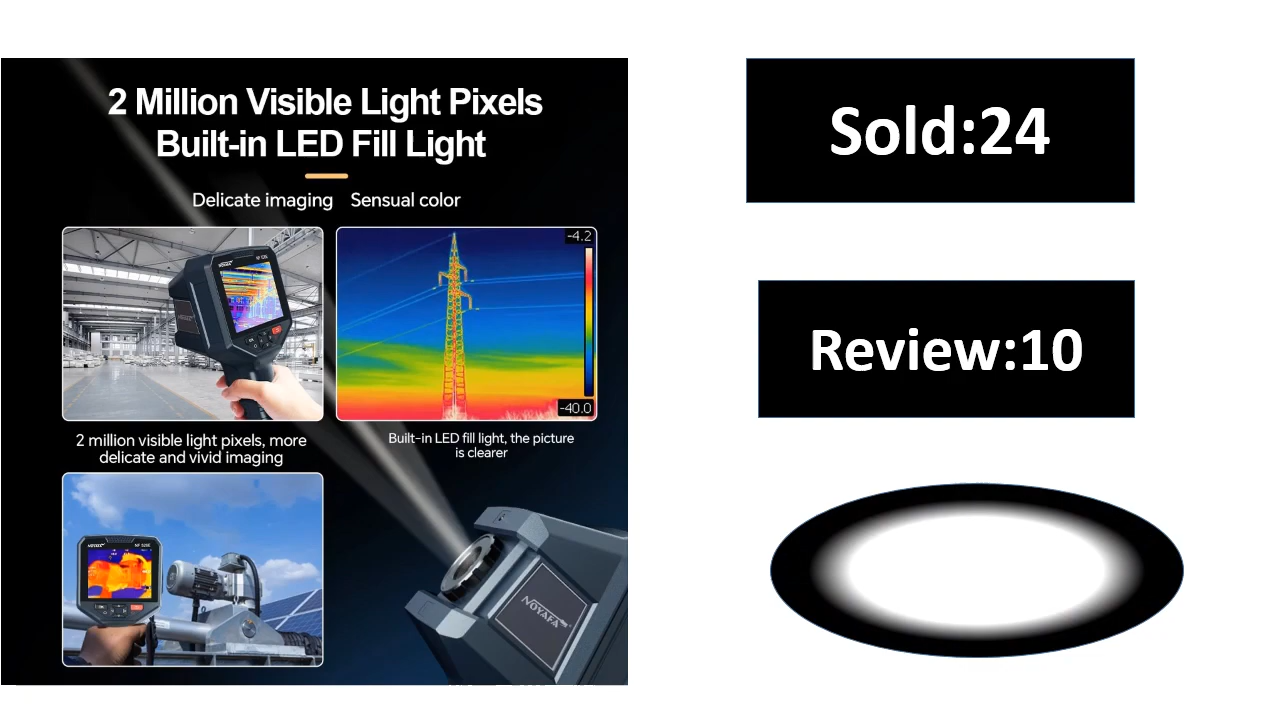 2 Million Visible Light Pixels
Built-in LED Fill Light
Delicate imaging Sensual color
-4.2
-40.0
2 million visible light pixels, more
delicate and vivid imaging
Built-in LED fill light, the picture
is clearer
NOYAFA
Sold:24
Review:10